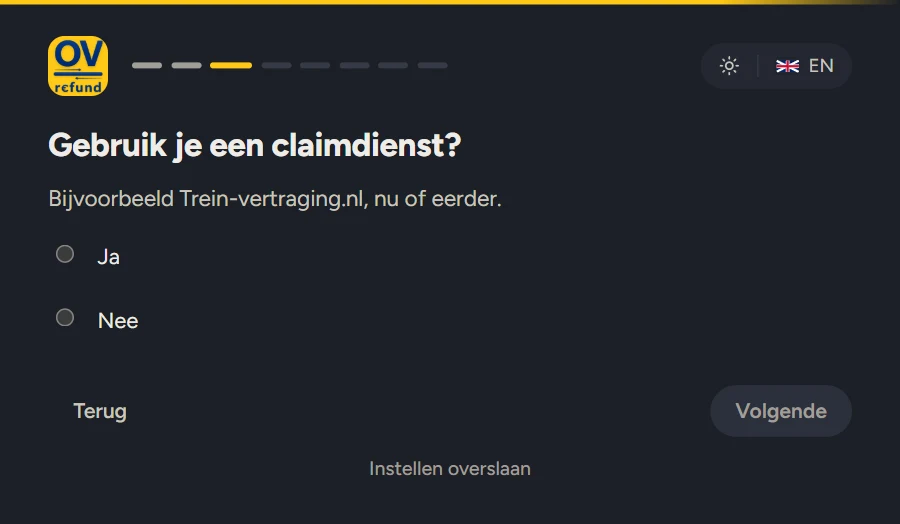 OV
refund
EN
Gebruik je een claimdienst?
Bijvoorbeeld Trein-vertraging.nl, nu of eerder.
Ja
Nee
Terug
Volgende
Instellen overslaan